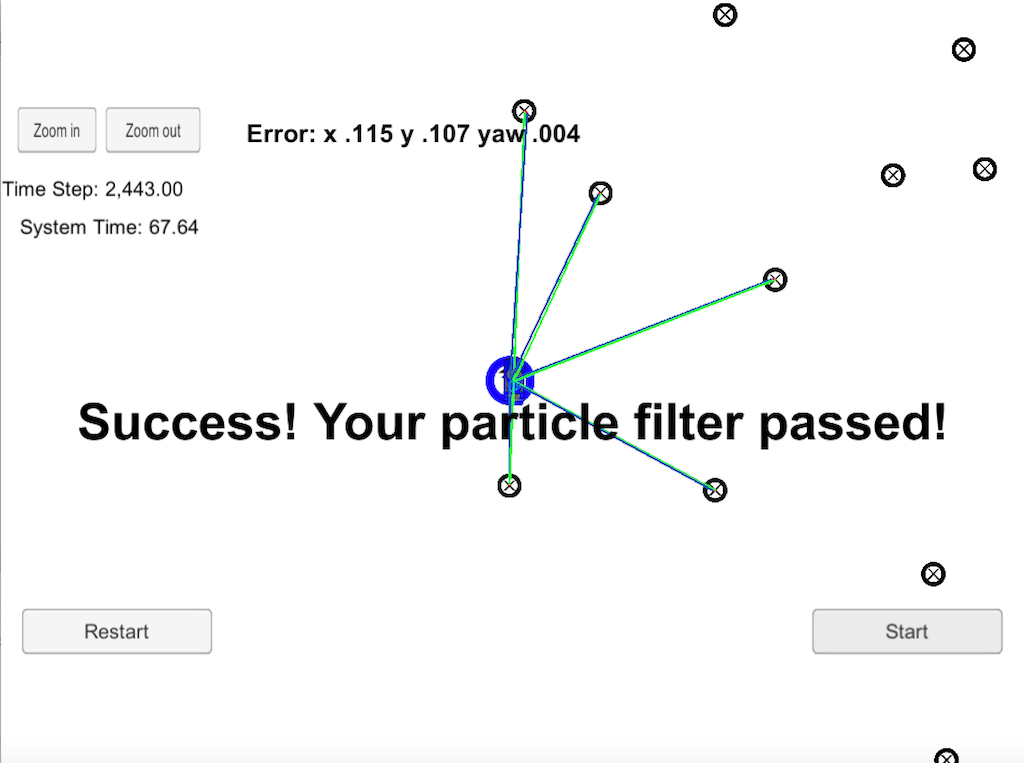 Zoom in
Zoom out
Error: x .115 y .107 yaw .004
Time Step: 2,443.00
System Time: 67.64
Success! Your particle filter passed!
Restart
Start